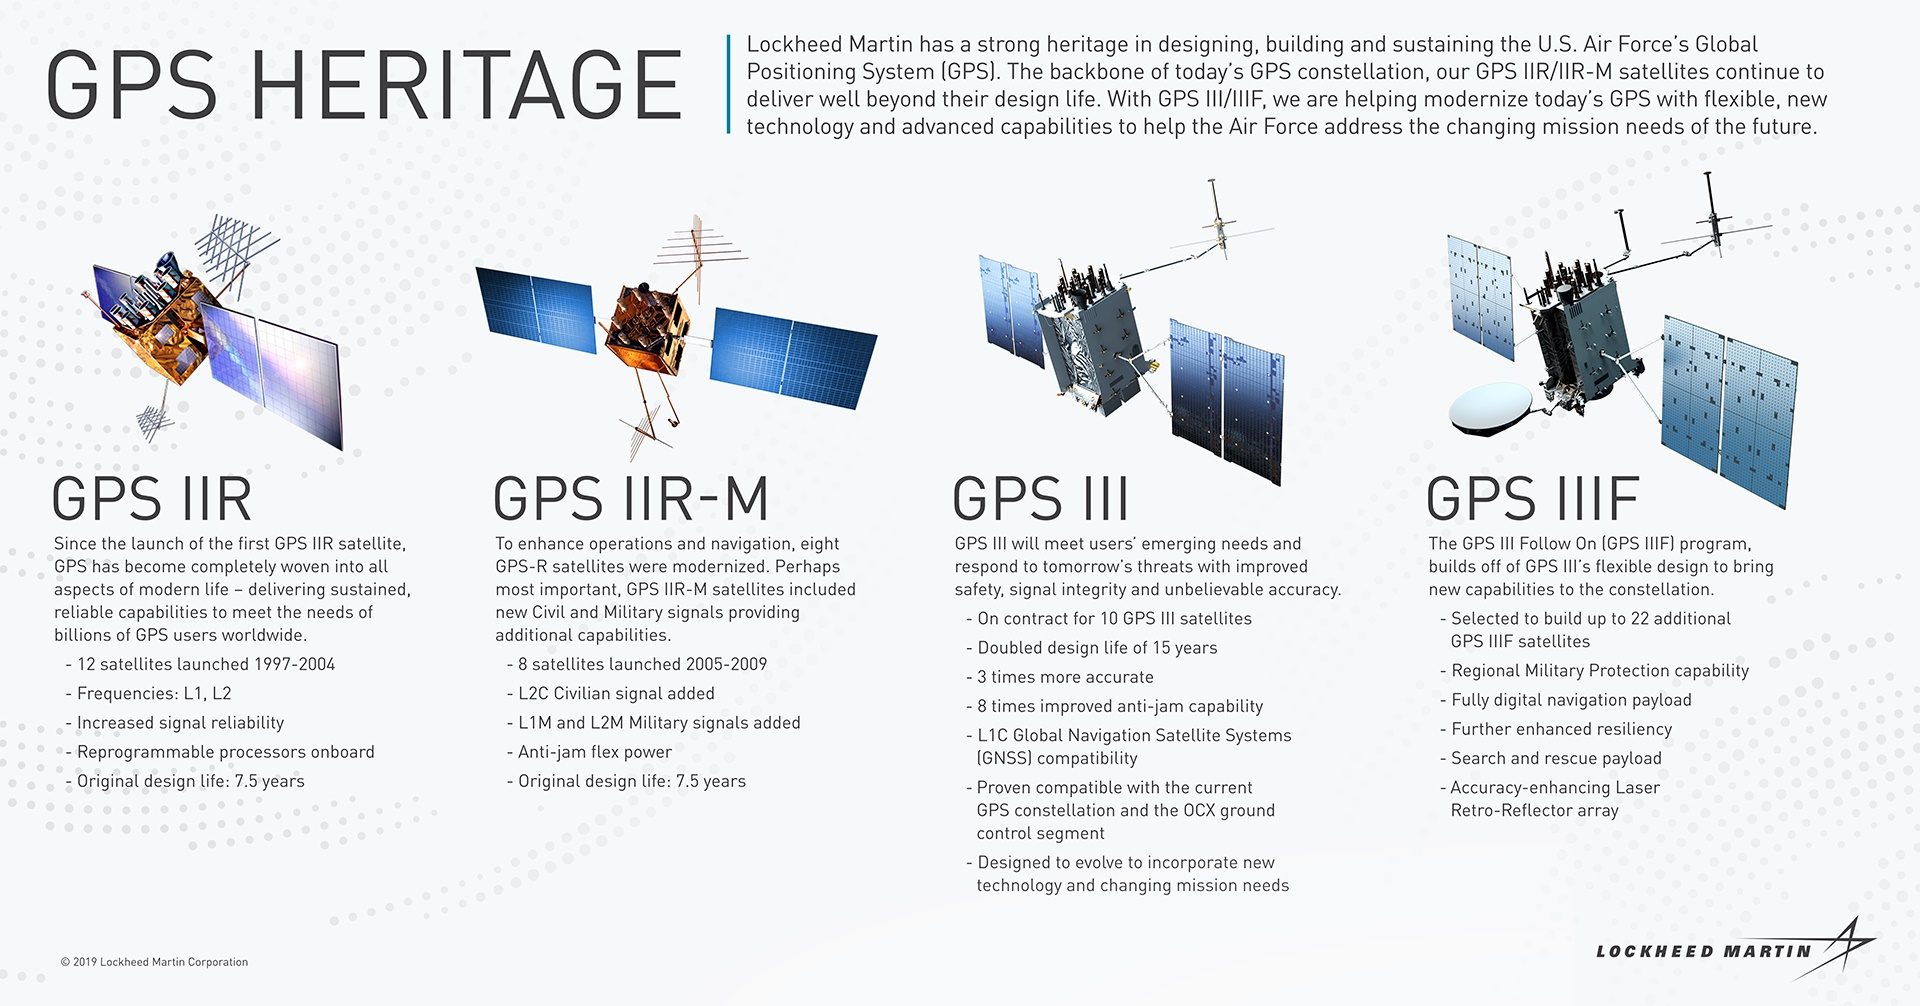 GPS HERITAGE
Lockheed Martin has a strong heritage in designing, building and sustaining the U.S. Air Force's Global
Positioning System (GPS). The backbone of today's GPS constellation, our GPS IIR/IIR-M satellites continue to
deliver well beyond their design life. With GPS III/IIIF, we are helping modernize today's GPS with flexible, new
technology and advanced capabilities to help the Air Force address the changing mission needs of the future.
GPS IIR
Since the launch of the first GPS IIR satellite,
GPS has become completely woven into all
aspects of modern life – delivering sustained,
reliable capabilities to meet the needs of
billions of GPS users worldwide.
- 12 satellites launched 1997-2004
- Frequencies: L1, L2
- Increased signal reliability
- Reprogrammable processors onboard
- Original design life: 7.5 years
GPS IIR-M
To enhance operations and navigation, eight
GPS-R satellites were modernized. Perhaps
most important, GPS IIR-M satellites included
new Civil and Military signals providing
additional capabilities.
- 8 satellites launched 2005-2009
- L2C Civilian signal added
- L1M and L2M Military signals added
- Anti-jam flex power
- Original design life: 7.5 years
GPS III
GPS III will meet users' emerging needs and
respond to tomorrow's threats with improved
safety, signal integrity and unbelievable accuracy.
- On contract for 10 GPS III satellites
- Doubled design life of 15 years
- 3 times more accurate
- 8 times improved anti-jam capability
- L1C Global Navigation Satellite Systems
(GNSS) compatibility
- Proven compatible with the current
GPS constellation and the OCX ground
control segment
- Designed to evolve to incorporate new
technology and changing mission needs
GPS IIIF
The GPS III Follow On (GPS IIIF) program,
builds off of GPS III's flexible design to bring
new capabilities to the constellation.
- Selected to build up to 22 additional
GPS IIIF satellites
- Regional Military Protection capability
- Fully digital navigation payload
- Further enhanced resiliency
- Search and rescue payload
- Accuracy-enhancing Laser
Retro-Reflector array
© 2019 Lockheed Martin Corporation
LOCKHEED MARTIN